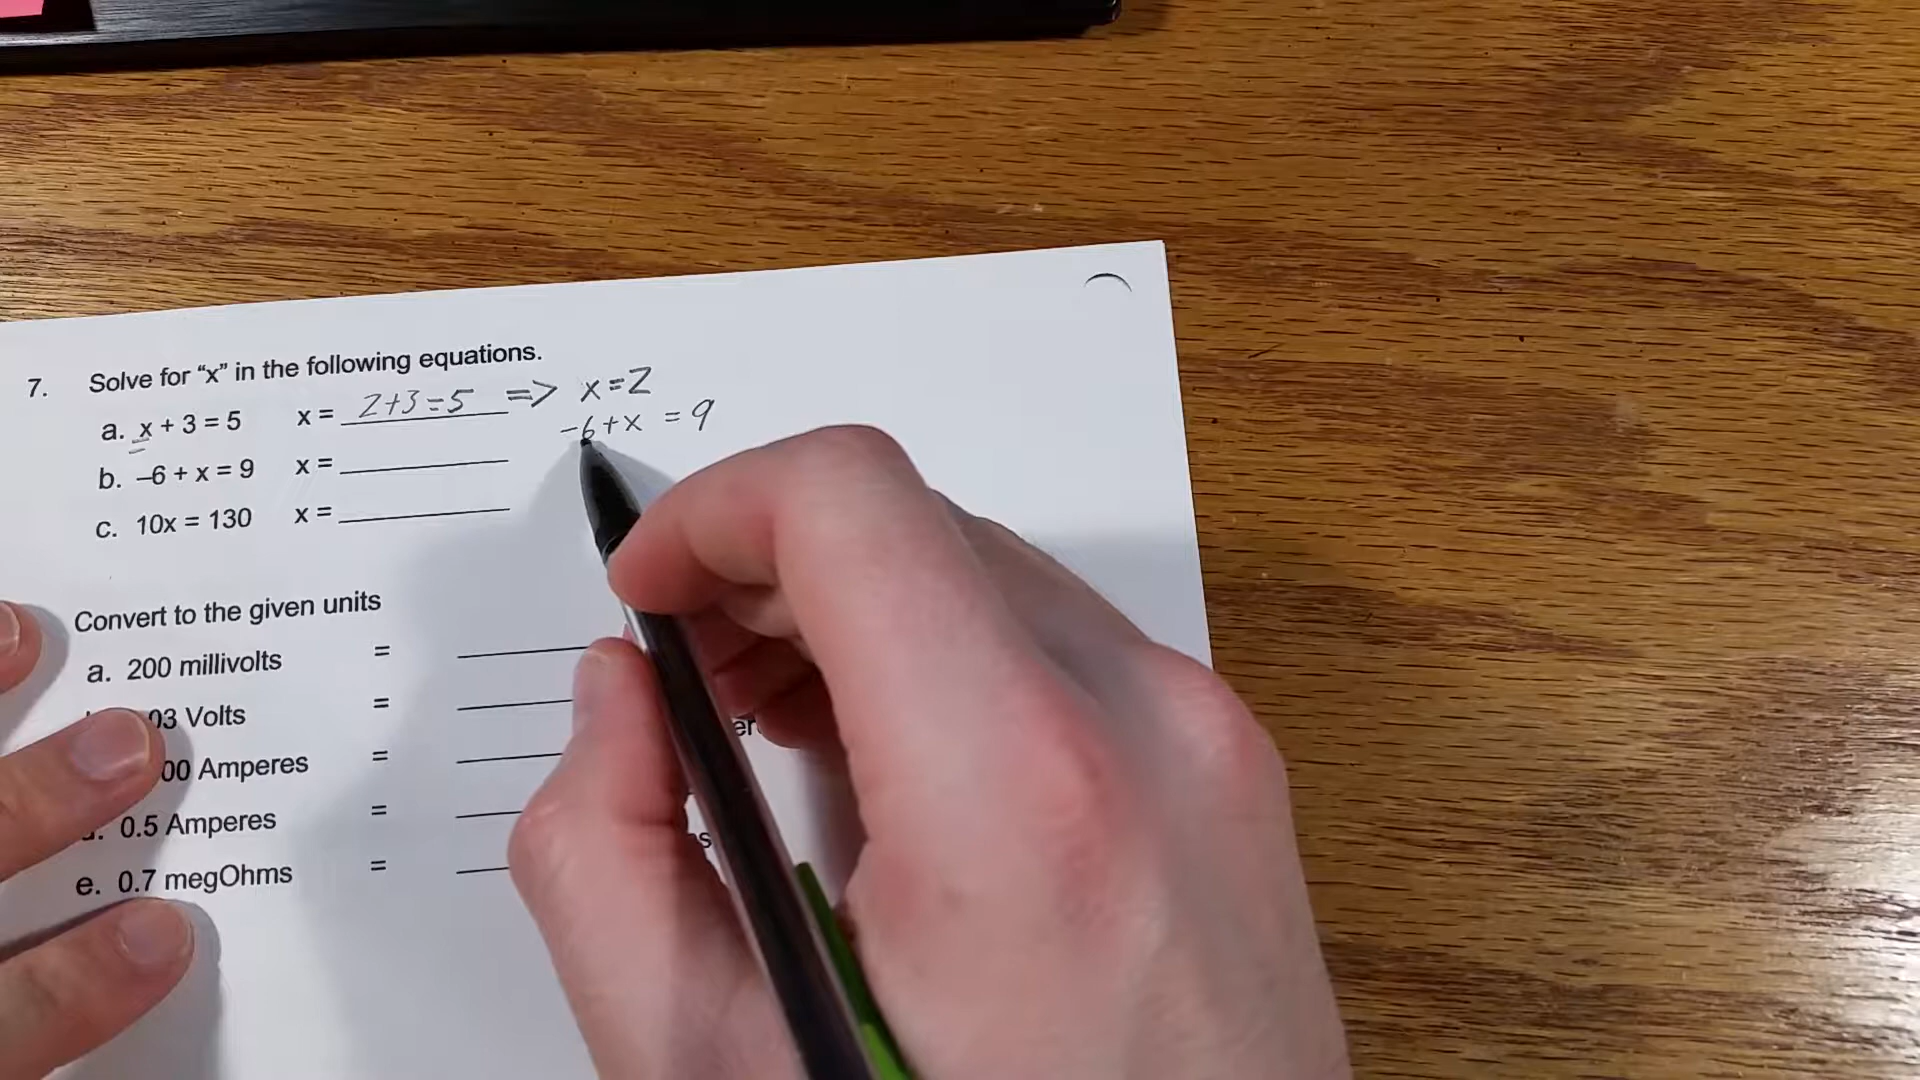 7. Solve for “x” in the following equations.
a. x + 3 = 5 x = 2+3=5 => x=2
-6+x = 9
b. –6 + x = 9 x =
c. 10x = 130 x =
Convert to the given units
a. 200 millivolts =
03 Volts =
00 Amperes =
0.5 Amperes =
e. 0.7 megOhms =